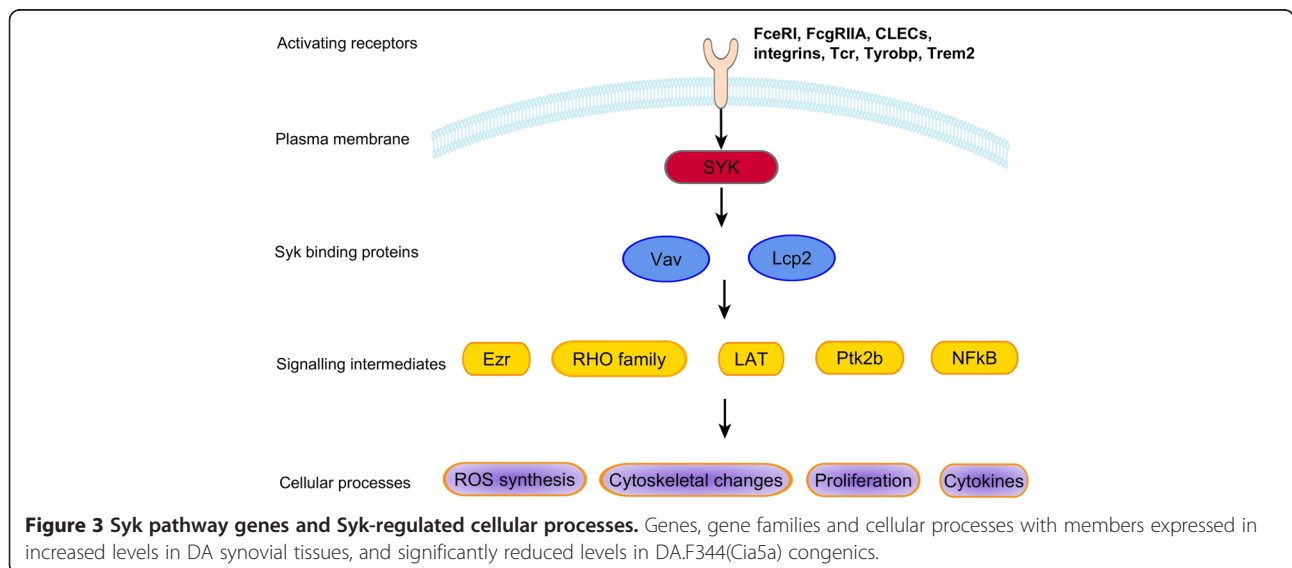 Activating receptors
FceRI, FcgRIIA, CLECs,
integrins, Tcr, Tyrobp, Trem2
Plasma membrane
SYK
Syk binding proteins
Vav
Lcp2
Signalling intermediates
Ezr
RHO family
LAT
Ptk2b
NFkB
Cellular processes
ROS synthesis
Cytoskeletal changes
Proliferation
Cytokines
Figure 3 Syk pathway genes and Syk-regulated cellular processes. Genes, gene families and cellular processes with members expressed in
increased levels in DA synovial tissues, and significantly reduced levels in DA.F344(Cia5a) congenics.